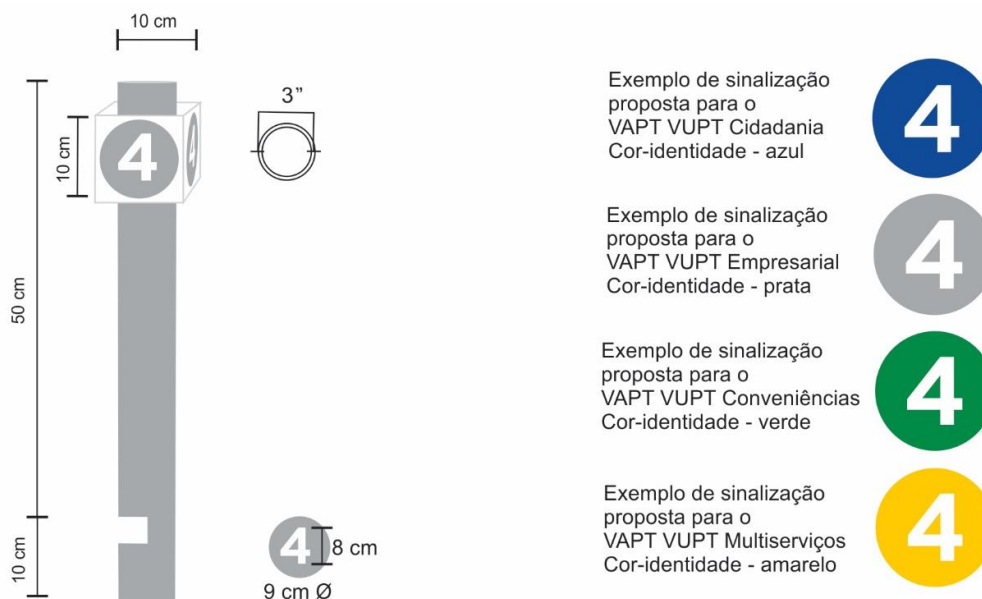 10 cm
10 cm
50 cm
10 cm
4
4
3”
4
8 cm
9 cm Ø
Exemplo de sinalização
proposta para o
VAPT VUPT Cidadania
Cor-identidade - azul
4
Exemplo de sinalização
proposta para o
VAPT VUPT Empresarial
Cor-identidade - prata
4
Exemplo de sinalização
proposta para o
VAPT VUPT Conveniências
Cor-identidade - verde
4
Exemplo de sinalização
proposta para o
VAPT VUPT Multiserviços
Cor-identidade - amarelo
4